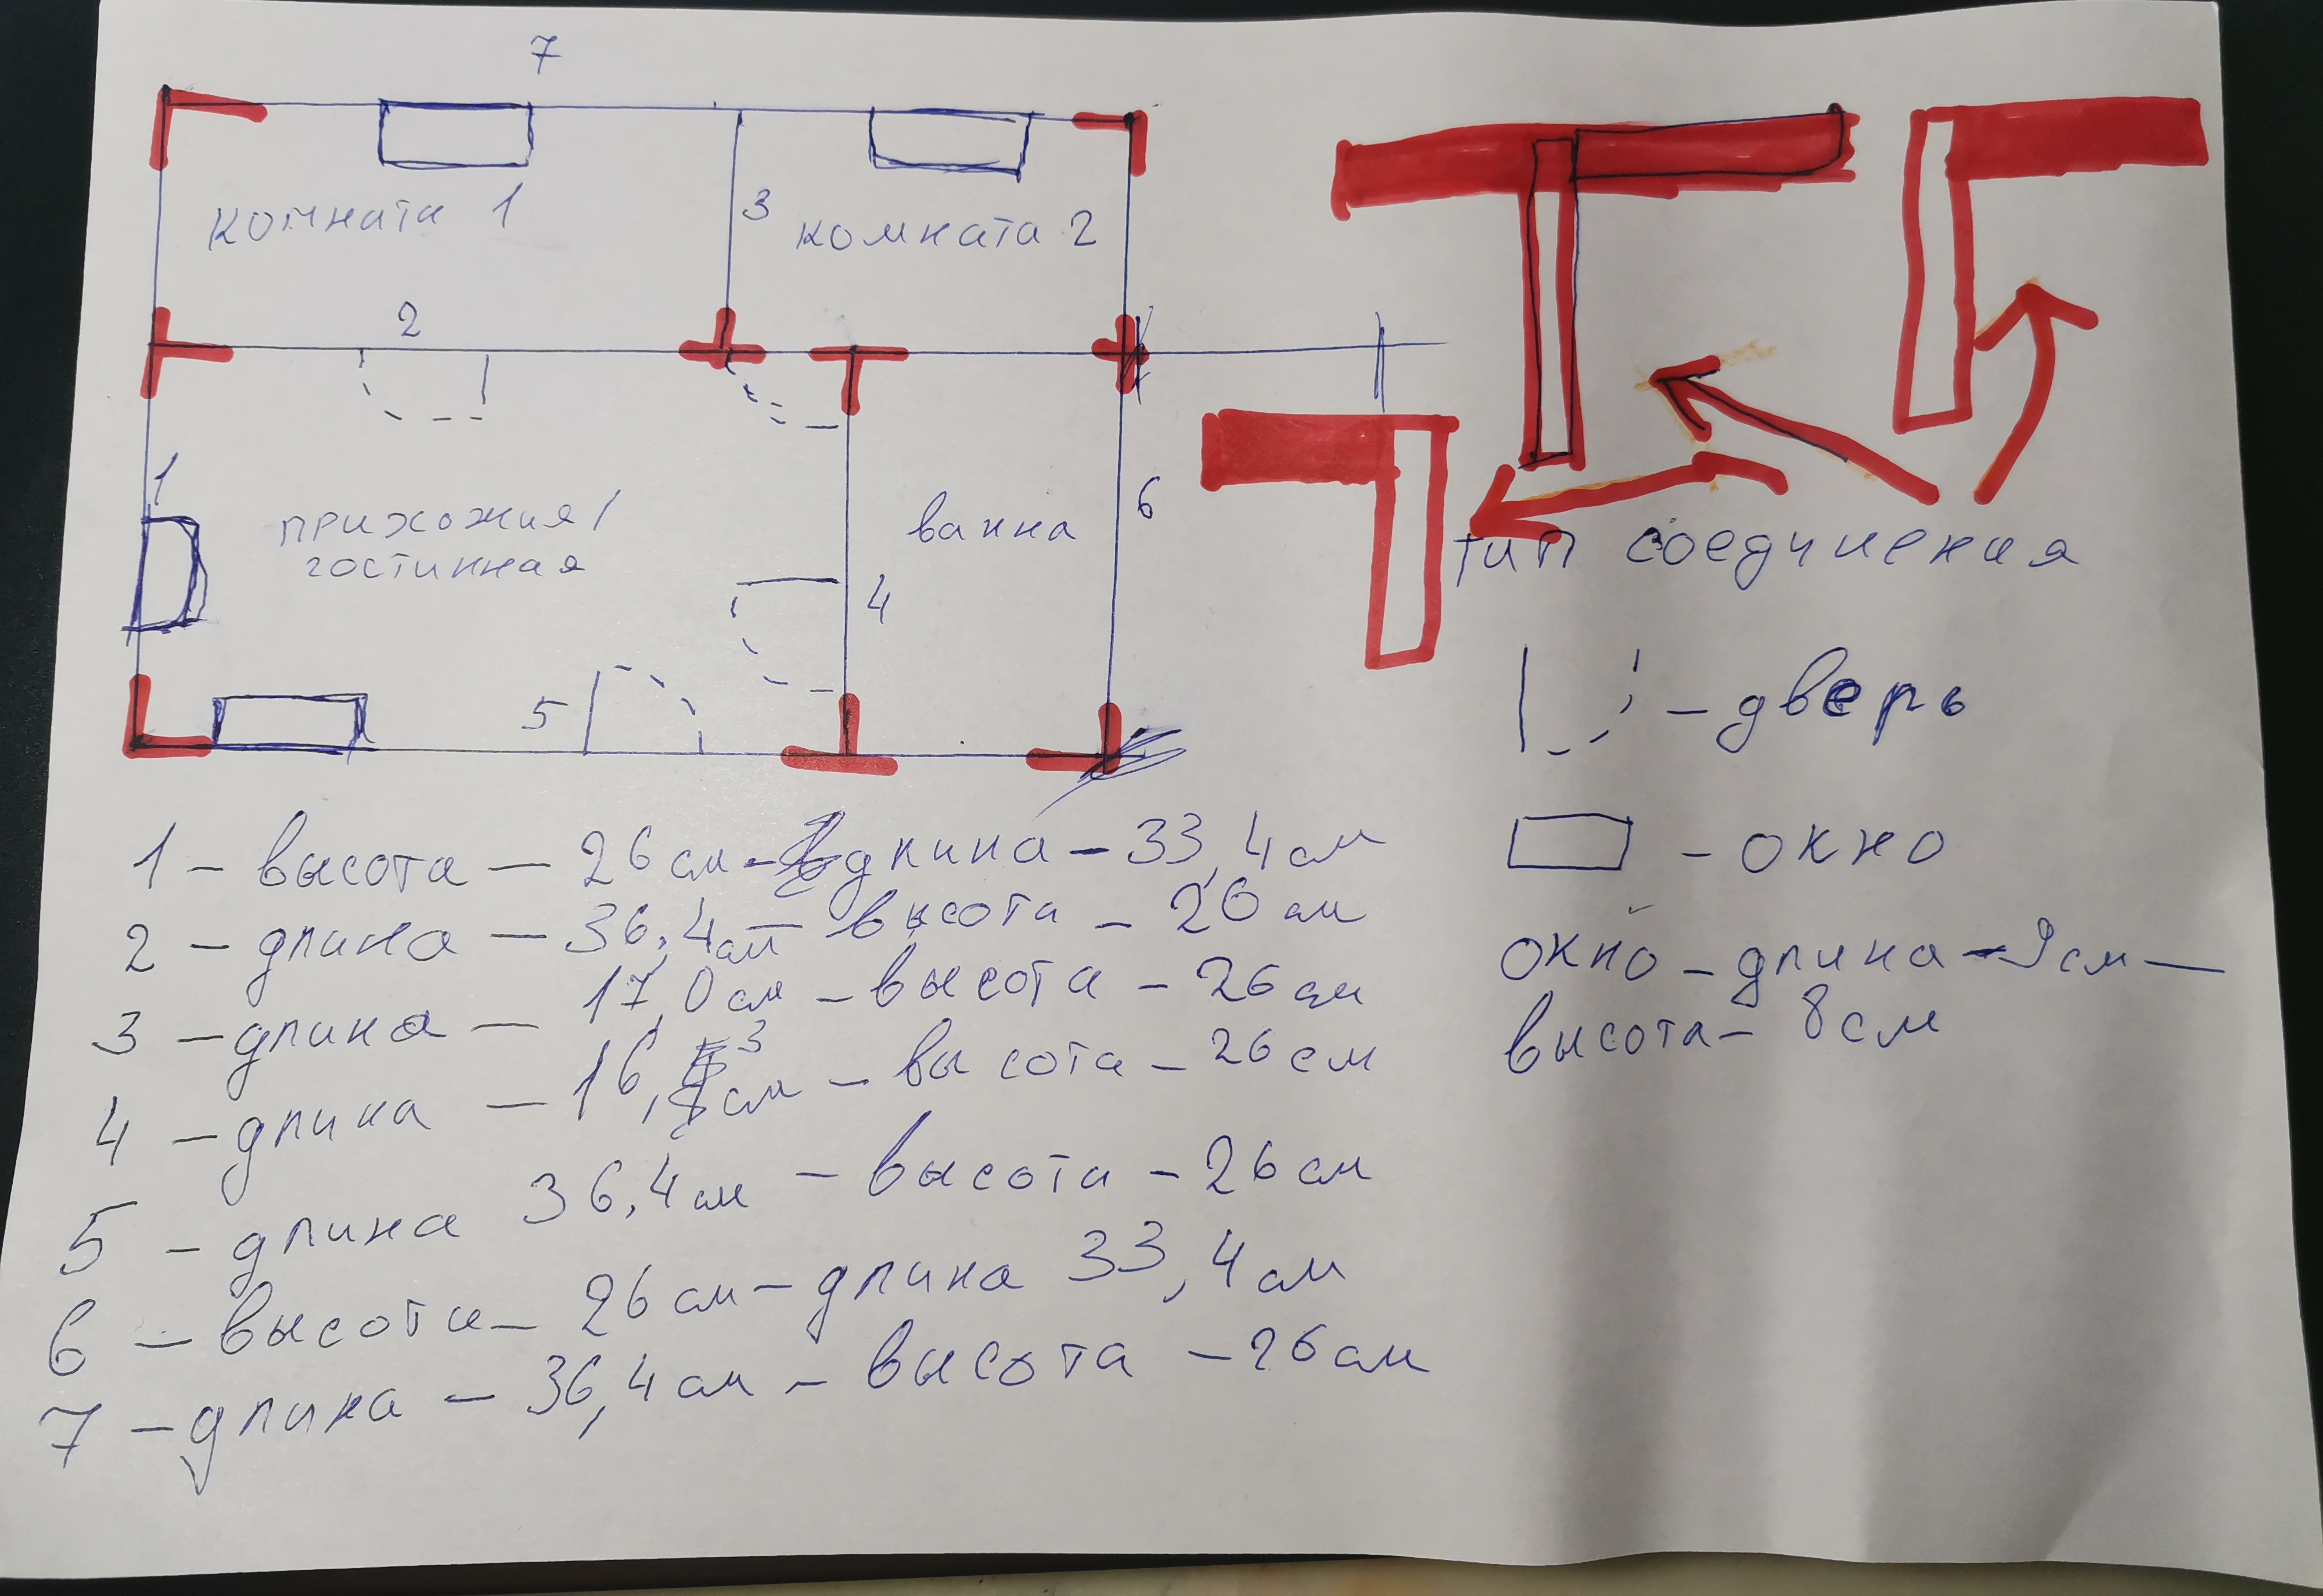 7
комната 1
3
комната 2
2
1
прихожия/
гостинная
ванна
6
4
5
тип соединения
- дверь
- окно
окно - длина - 9см —
высота - 8см
1 - высота — 26см - длина - 33,4см
2 - длина — 36,4см — высота - 26см
3 - длина — 17,0см - высота - 26см
4 - длина — 16,3см - высота - 26см
5 - длина 36,4см - высота - 26см
6 - высота - 26см - длина 33,4см
7 - длина - 36,4см - высота - 26см